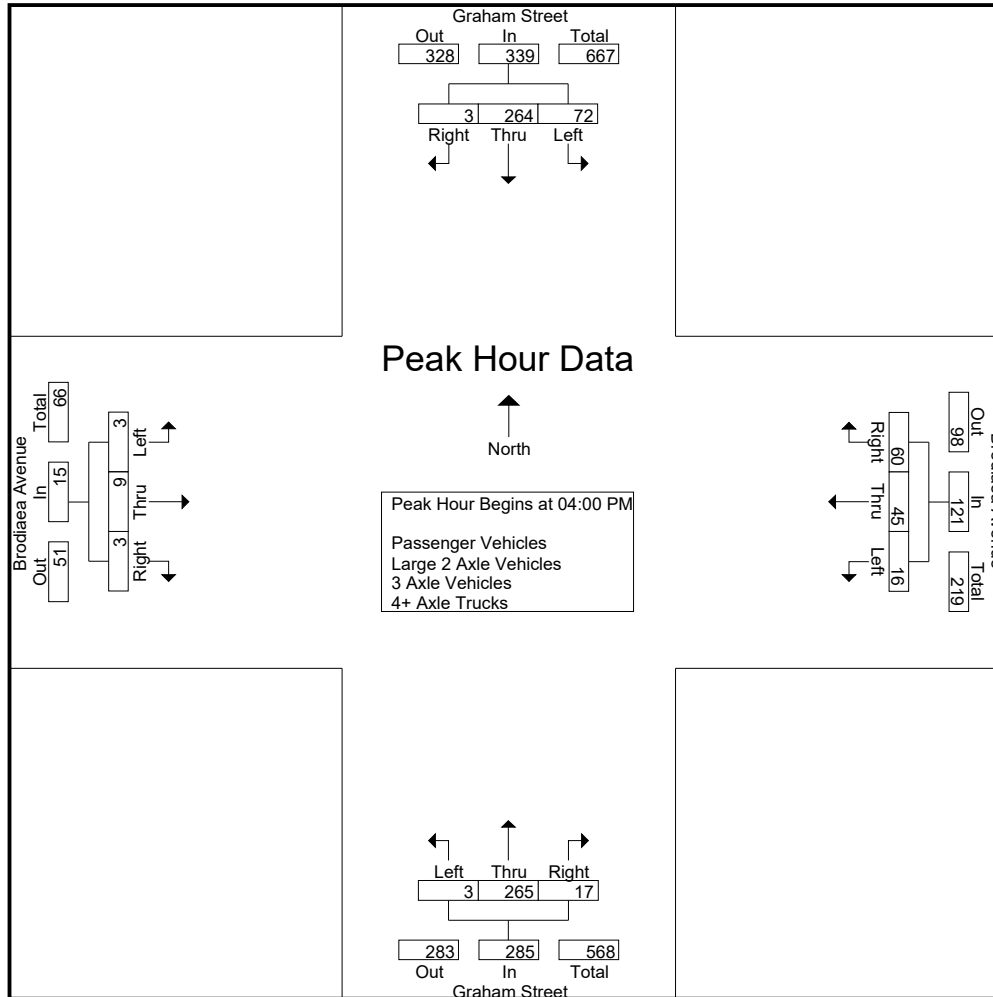 Graham Street
Out In Total
328 339 667
3 264 72
Right Thru Left
Peak Hour Data
North
Peak Hour Begins at 04:00 PM
Passenger Vehicles
Large 2 Axle Vehicles
3 Axle Vehicles
4+ Axle Trucks
Brodiaea Avenue
Out In Total
51 15 66
Right Thru Left
3 9 3
Out In Total
98 121 219
60 45 16
Right Thru Left
Left Thru Right
3 265 17
283 285 568
Out In Total
Graham Street